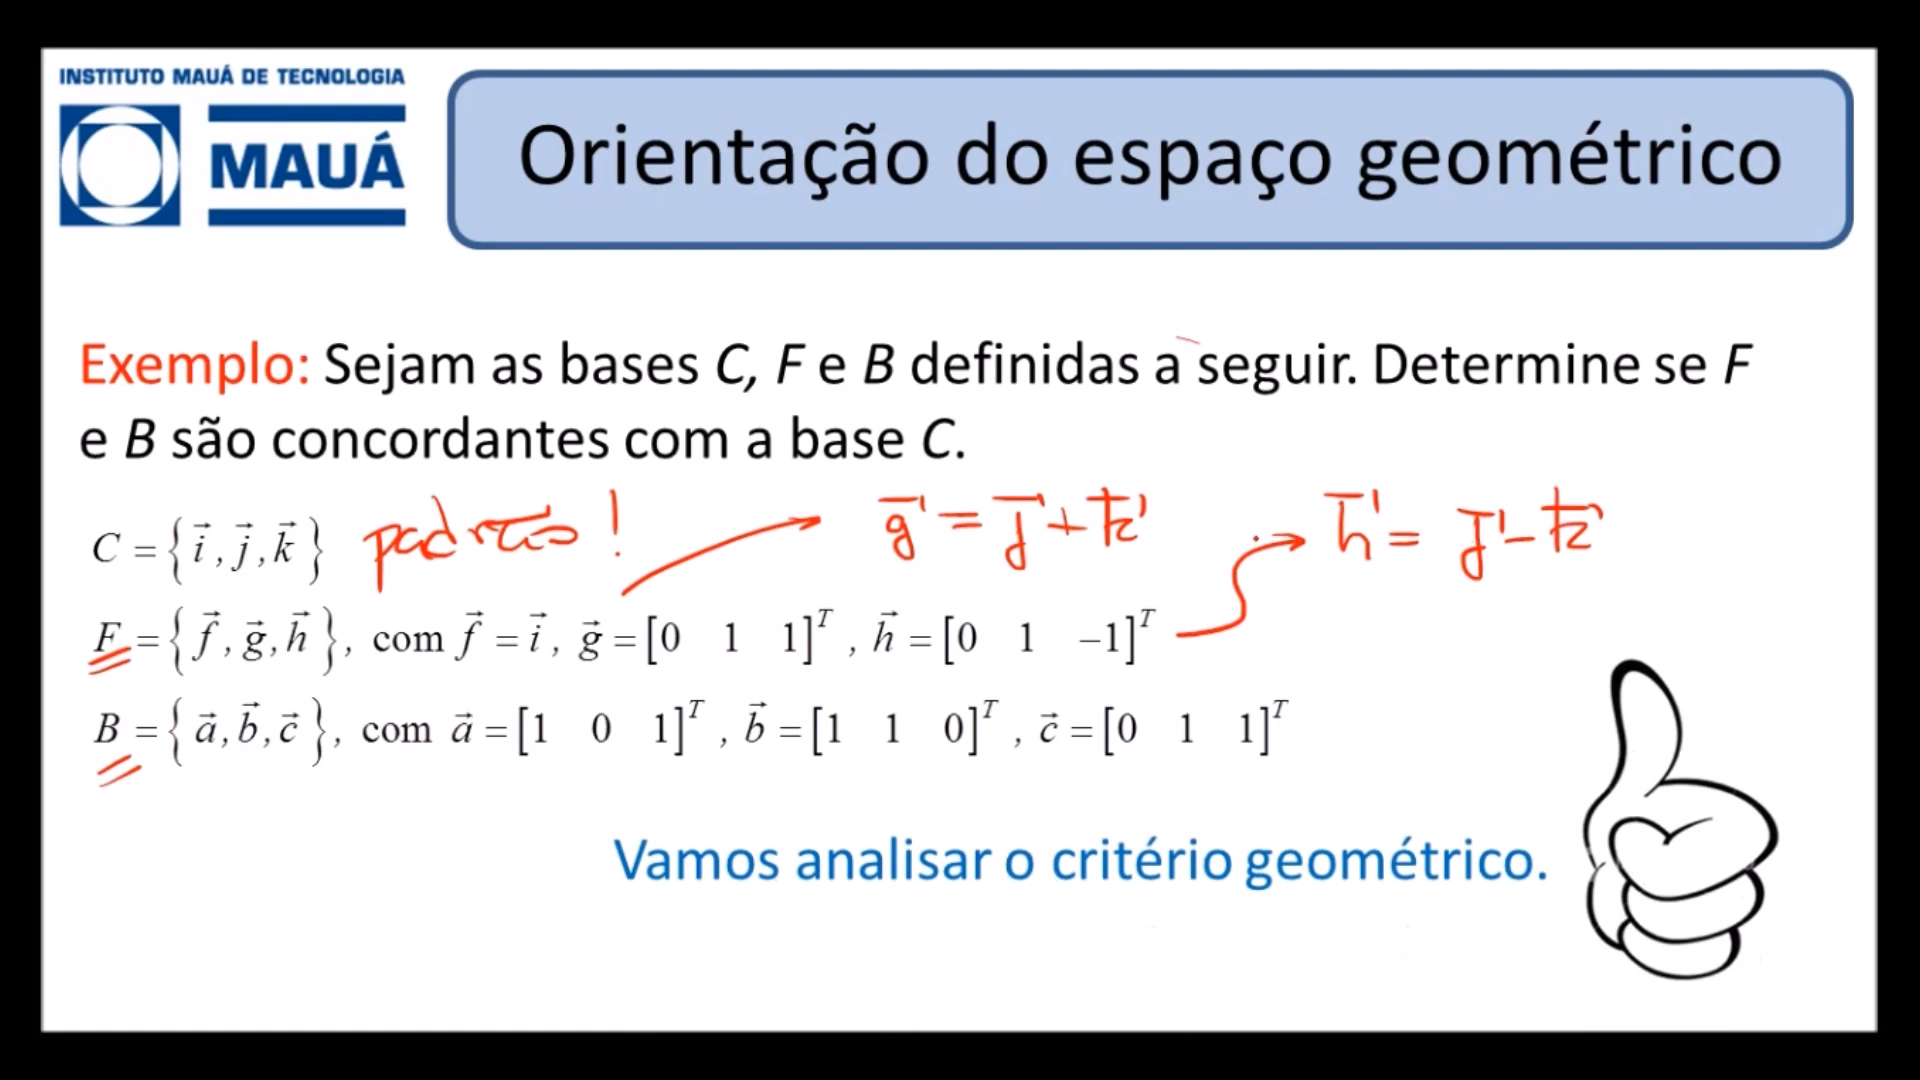 INSTITUTO MAUÁ DE TECNOLOGIA
MAUÁ
Orientação do espaço geométrico
Exemplo: Sejam as bases C, F e B definidas a seguir. Determine se F
e B são concordantes com a base C.
C = {i⃗, j⃗, k⃗} padrão! g⃗ = j⃗ + k⃗ h⃗ = j⃗ - k⃗
F = {f⃗, g⃗, h⃗}, com f⃗ = i⃗, g⃗ = [0 1 1]ᵀ, h⃗ = [0 1 −1]ᵀ
B = {a⃗, b⃗, c⃗}, com a⃗ = [1 0 1]ᵀ, b⃗ = [1 1 0]ᵀ, c⃗ = [0 1 1]ᵀ
Vamos analisar o critério geométrico.